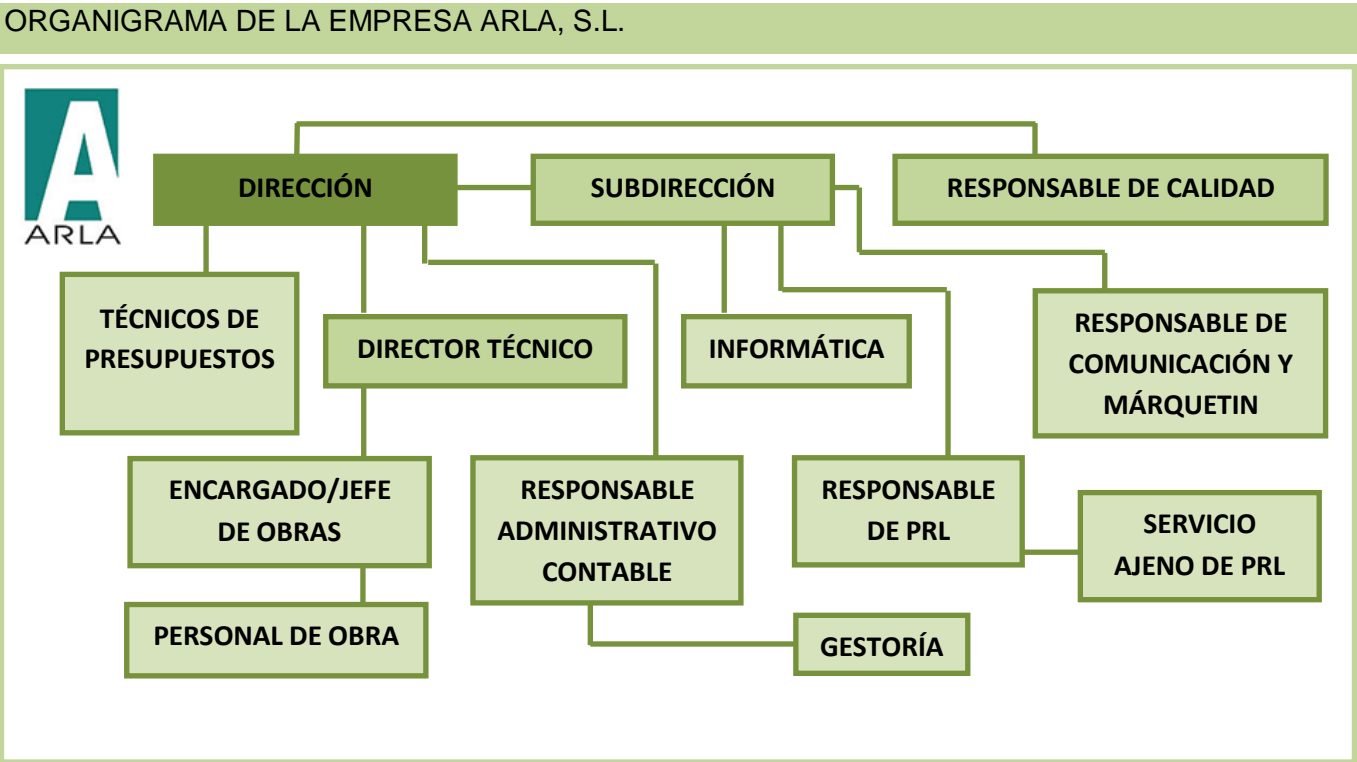 ORGANIGRAMA DE LA EMPRESA ARLA, S.L.
ARLA
DIRECCIÓN
SUBDIRECCIÓN
RESPONSABLE DE CALIDAD
TÉCNICOS DE
PRESUPUESTOS
DIRECTOR TÉCNICO
INFORMÁTICA
RESPONSABLE DE
COMUNICACIÓN Y
MÁRQUETIN
ENCARGADO/JEFE
DE OBRAS
RESPONSABLE
ADMINISTRATIVO
CONTABLE
RESPONSABLE
DE PRL
SERVICIO
AJENO DE PRL
PERSONAL DE OBRA
GESTORÍA